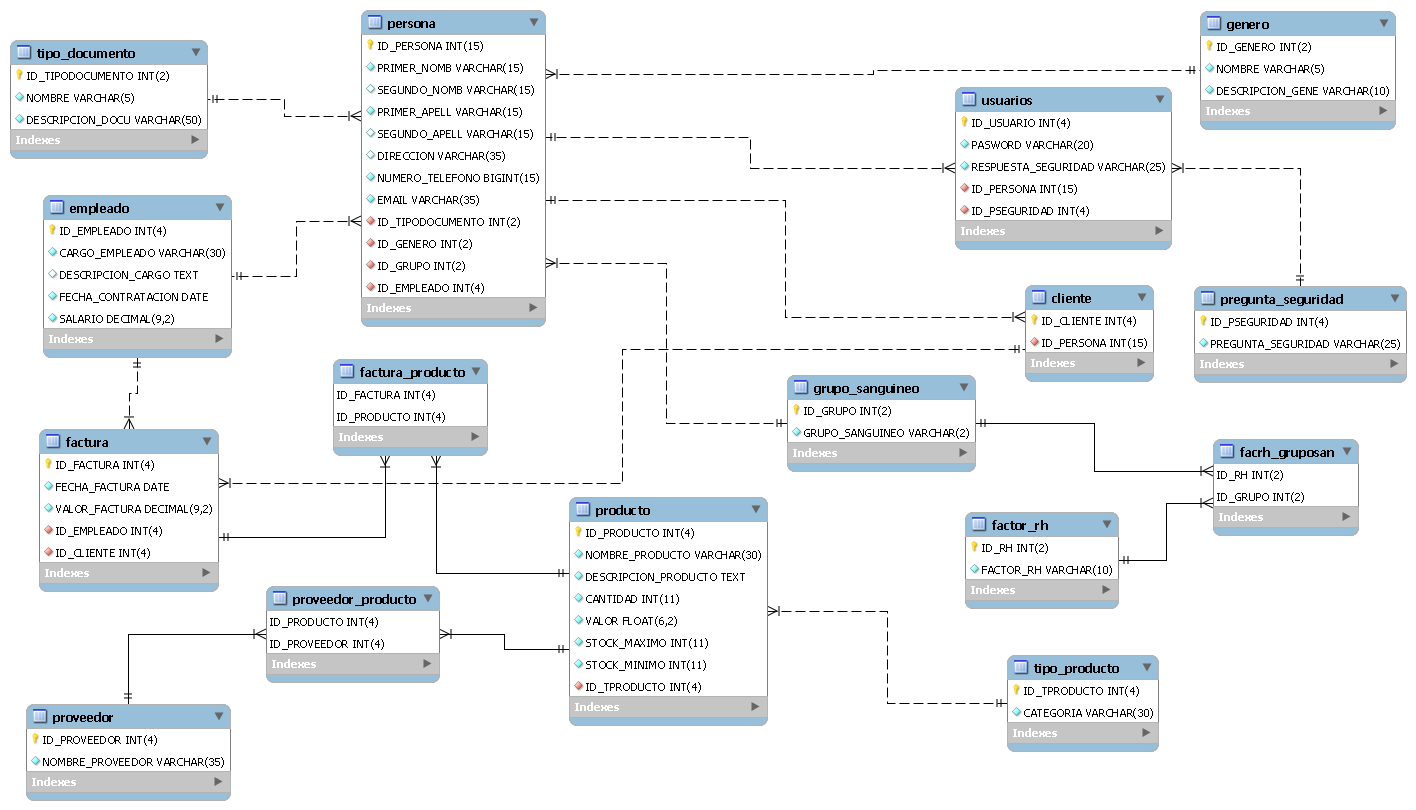 tipo_documento
ID_TIPODOCUMENTO INT(2)
NOMBRE VARCHAR(5)
DESCRIPCION_DOCU VARCHAR(50)
Indexes
persona
ID_PERSONA INT(15)
PRIMER_NOMB VARCHAR(15)
SEGUNDO_NOMB VARCHAR(15)
PRIMER_APELL VARCHAR(15)
SEGUNDO_APELL VARCHAR(15)
DIRECCION VARCHAR(35)
NUMERO_TELEFONO BIGINT(15)
EMAIL VARCHAR(35)
ID_TIPODOCUMENTO INT(2)
ID_GENERO INT(2)
ID_GRUPO INT(2)
ID_EMPLEADO INT(4)
Indexes
genero
ID_GENERO INT(2)
NOMBRE VARCHAR(5)
DESCRIPCION_GENE VARCHAR(10)
Indexes
usuarios
ID_USUARIO INT(4)
PASWORD VARCHAR(20)
RESPUESTA_SEGURIDAD VARCHAR(25)
ID_PERSONA INT(15)
ID_PSEGURIDAD INT(4)
Indexes
empleado
ID_EMPLEADO INT(4)
CARGO_EMPLEADO VARCHAR(30)
DESCRIPCION_CARGO TEXT
FECHA_CONTRATACION DATE
SALARIO DECIMAL(9,2)
Indexes
cliente
ID_CLIENTE INT(4)
ID_PERSONA INT(15)
Indexes
pregunta_seguridad
ID_PSEGURIDAD INT(4)
PREGUNTA_SEGURIDAD VARCHAR(25)
Indexes
factura_producto
ID_FACTURA INT(4)
ID_PRODUCTO INT(4)
Indexes
grupo_sanguineo
ID_GRUPO INT(2)
GRUPO_SANGUINEO VARCHAR(2)
Indexes
factura
ID_FACTURA INT(4)
FECHA_FACTURA DATE
VALOR_FACTURA DECIMAL(9,2)
ID_EMPLEADO INT(4)
ID_CLIENTE INT(4)
Indexes
facrh_gruposan
ID_RH INT(2)
ID_GRUPO INT(2)
Indexes
producto
ID_PRODUCTO INT(4)
NOMBRE_PRODUCTO VARCHAR(30)
DESCRIPCION_PRODUCTO TEXT
CANTIDAD INT(11)
VALOR FLOAT(6,2)
STOCK_MAXIMO INT(11)
STOCK_MINIMO INT(11)
ID_TPRODUCTO INT(4)
Indexes
factor_rh
ID_RH INT(2)
FACTOR_RH VARCHAR(10)
Indexes
proveedor_producto
ID_PRODUCTO INT(4)
ID_PROVEEDOR INT(4)
Indexes
tipo_producto
ID_TPRODUCTO INT(4)
CATEGORIA VARCHAR(30)
Indexes
proveedor
ID_PROVEEDOR INT(4)
NOMBRE_PROVEEDOR VARCHAR(35)
Indexes